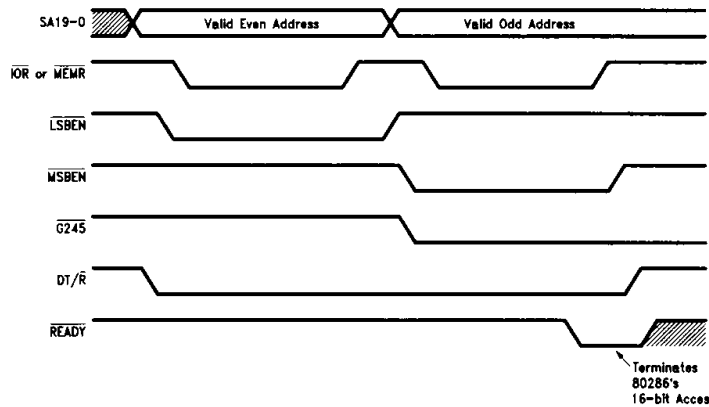 SA19-0
Valid Even Address
Valid Odd Address
IOR or MEMR
LSBEN
MSBEN
G245
DT/R
READY
Terminates
80286's
16-bit Acces